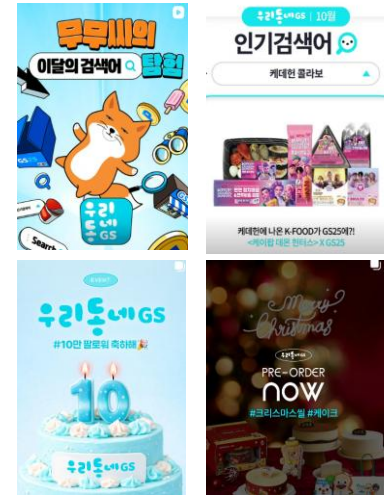 무무씨의
이달의 검색어
탐험
우리
동네
GS
Search
우리동네GS | 10월
인기검색어
케데헌 콜라보
케데헌에 나온 K-FOOD가 GS25에?!
<케이팝 데몬 헌터스> X GS25
EVENT
우리동네GS
#10만 팔로워 축하해🎉
10
우리동네GS
Merry
Christmas
우리동네GS
PRE-ORDER
NOW
#크리스마스씰 #케이크